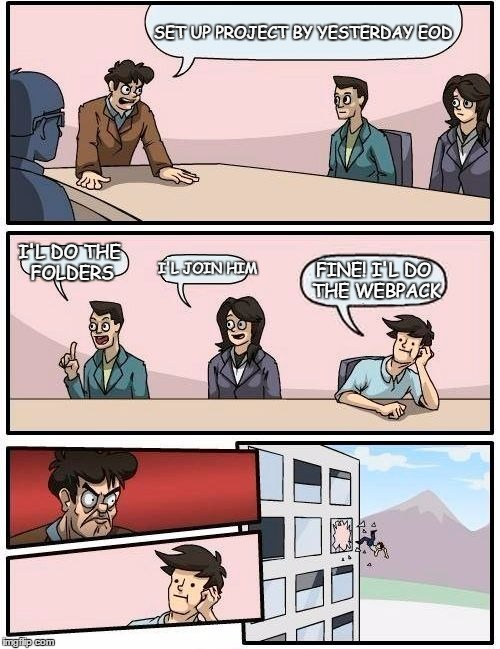 SET UP PROJECT BY YESTERDAY EOD
I'L DO THE
FOLDERS
I'L JOIN HIM
FINE! I'L DO
THE WEBPACK
imgflip.com